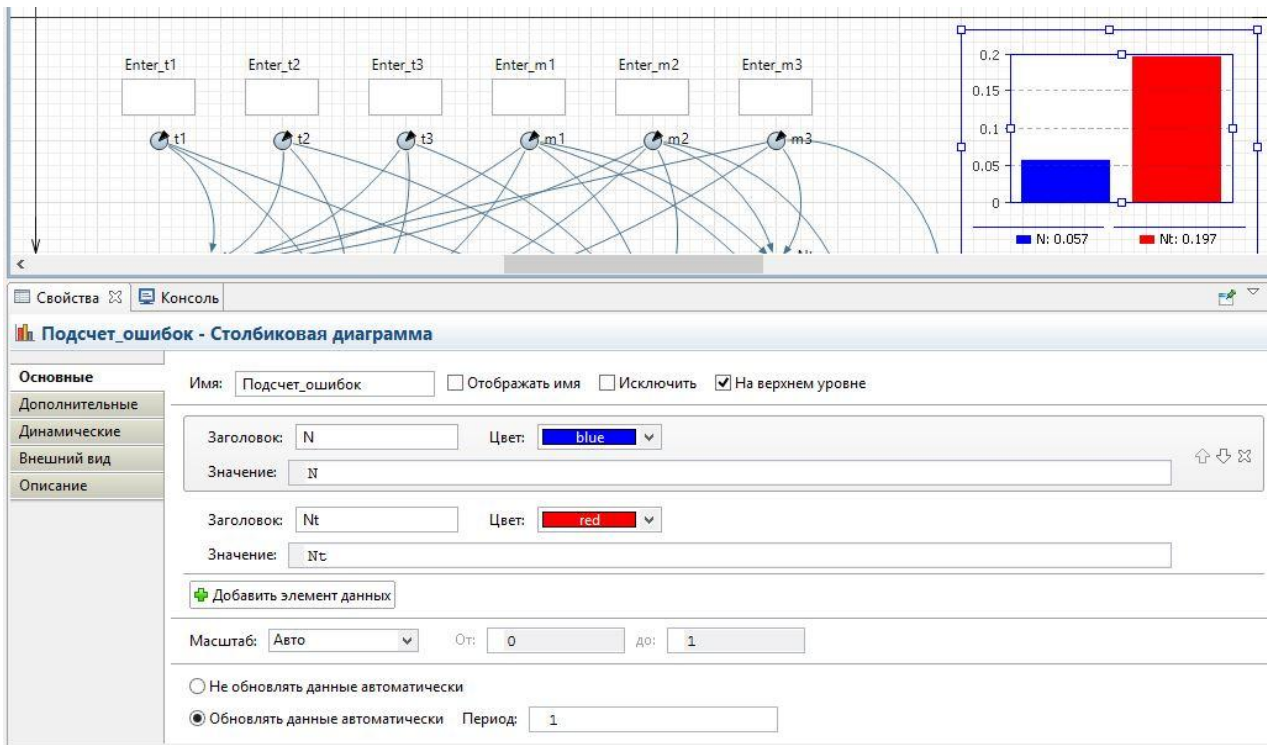 Enter_t1 Enter_t2 Enter_t3 Enter_m1 Enter_m2 Enter_m3
t1 t2 t3 m1 m2 m3
0.2
0.15
0.1
0.05
0
N: 0.057 Nt: 0.197
Свойства Консоль
Подсчет_ошибок - Столбиковая диаграмма
Основные
Дополнительные
Динамические
Внешний вид
Описание
Имя: Подсчет_ошибок Отображать имя Исключить На верхнем уровне
Заголовок: N Цвет: blue
Значение: N
Заголовок: Nt Цвет: red
Значение: Nt
Добавить элемент данных
Масштаб: Авто От: 0 до: 1
Не обновлять данные автоматически
Обновлять данные автоматически Период: 1